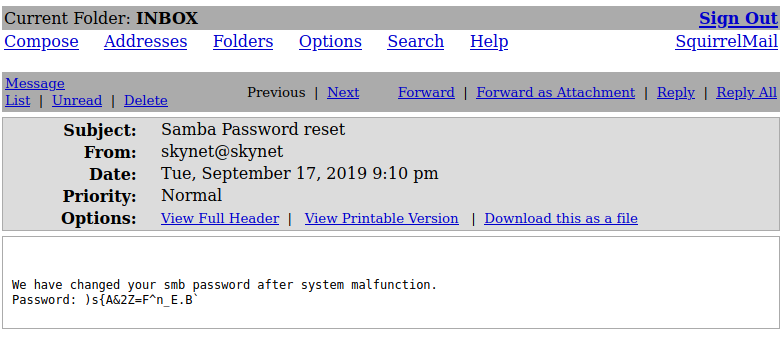 Current Folder: INBOX Sign Out
Compose Addresses Folders Options Search Help SquirrelMail
Message
List | Unread | Delete Previous | Next Forward | Forward as Attachment | Reply | Reply All
Subject: Samba Password reset
From: skynet@skynet
Date: Tue, September 17, 2019 9:10 pm
Priority: Normal
Options: View Full Header | View Printable Version | Download this as a file
We have changed your smb password after system malfunction.
Password: )s{A&2Z=F^n_E.B`